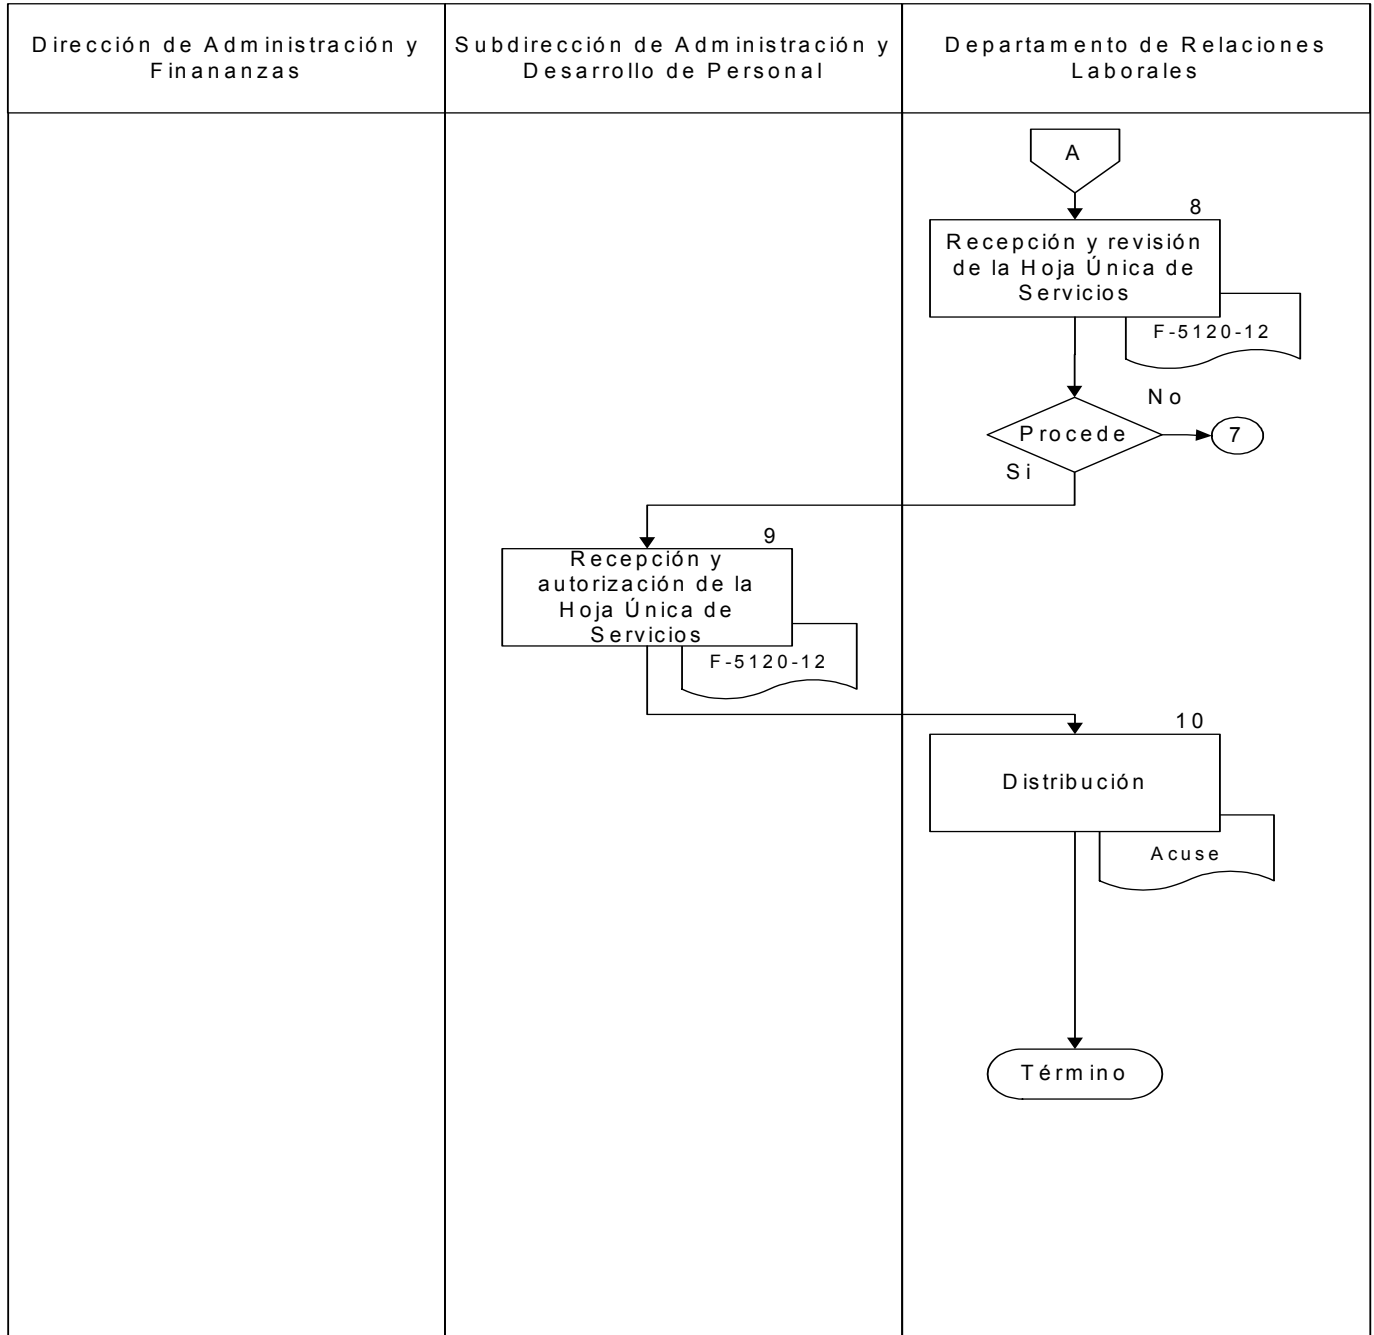 Dirección de Administración y
Finananzas
Subdirección de Administración y
Desarrollo de Personal
Departamento de Relaciones
Laborales
A
8
Recepción y revisión
de la Hoja Única de
Servicios
F-5120-12
No
Procede
7
Si
9
Recepción y
autorización de la
Hoja Única de
Servicios
F-5120-12
10
Distribución
Acuse
Término